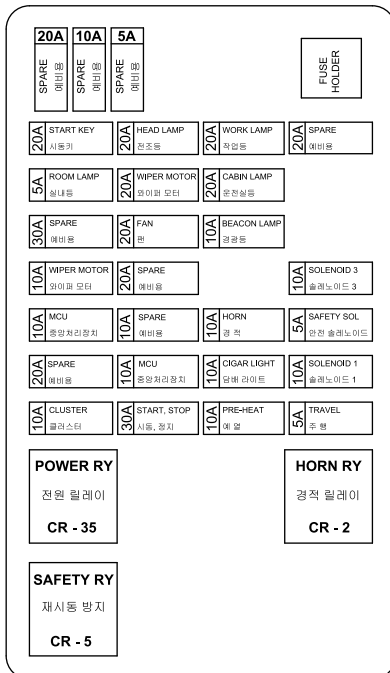 20A
10A
5A
SPARE
예비용
SPARE
예비용
SPARE
예비용
FUSE
HOLDER
20A START KEY
시동키
20A HEAD LAMP
전조등
20A WORK LAMP
작업등
20A SPARE
예비용
5A ROOM LAMP
실내등
20A WIPER MOTOR
와이퍼 모터
20A CABIN LAMP
운전실등
30A SPARE
예비용
20A FAN
팬
10A BEACON LAMP
경광등
10A WIPER MOTOR
와이퍼 모터
20A SPARE
예비용
10A SOLENOID 3
솔레노이드 3
10A MCU
중앙처리장치
10A SPARE
예비용
10A HORN
경 적
5A SAFETY SOL
안전 솔레노이드
20A SPARE
예비용
10A MCU
중앙처리장치
10A CIGAR LIGHT
담배 라이트
10A SOLENOID 1
솔레노이드 1
10A CLUSTER
클러스터
30A START, STOP
시동, 정지
10A PRE-HEAT
예 열
5A TRAVEL
주 행
POWER RY
전원 릴레이
CR - 35
HORN RY
경적 릴레이
CR - 2
SAFETY RY
재시동 방지
CR - 5